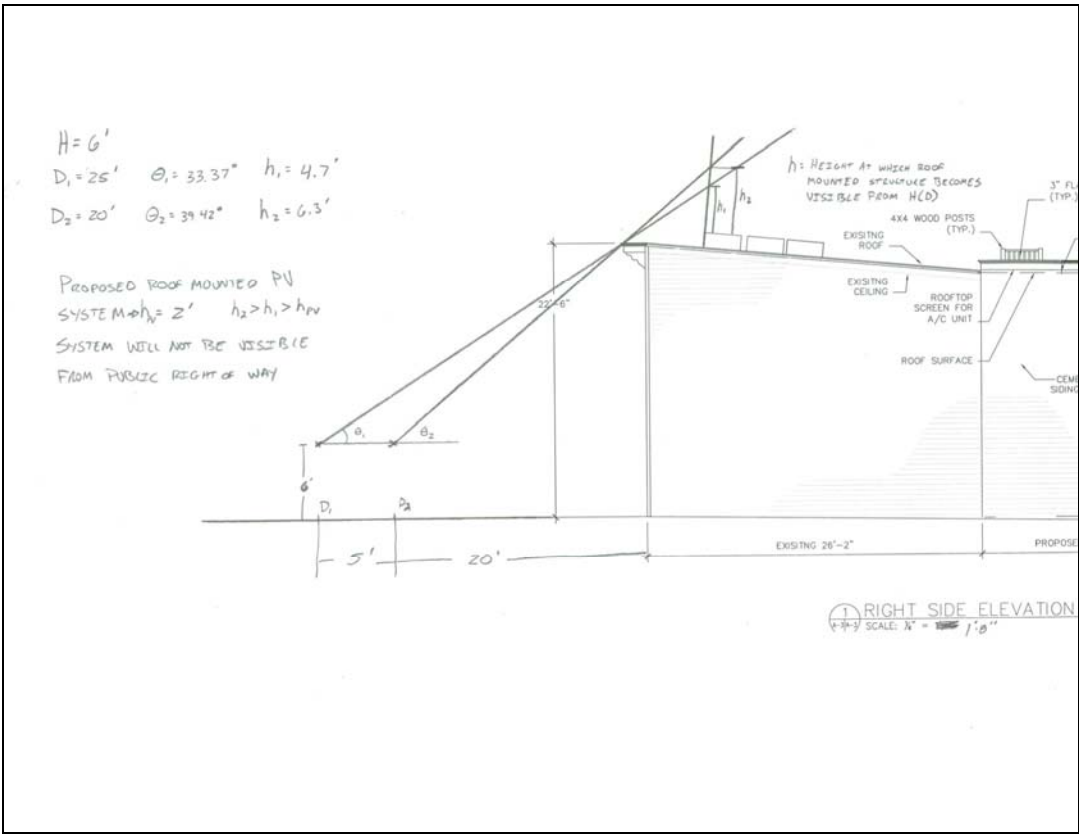 H = 6'
D₁ = 25' θ₁ = 33.37° h₁ = 4.7'
D₂ = 20' θ₂ = 39.42° h₂ = 6.3'
PROPOSED ROOF MOUNTED PV
SYSTEM → hₚᵥ = 2' h₂ > h₁ > hPV
SYSTEM WILL NOT BE VISIBLE
FROM PUBLIC RIGHT OF WAY
h = HEIGHT AT WHICH ROOF
MOUNTED STRUCTURE BECOMES
VISIBLE FROM H(D)
h₁
h₂
3" FL
(TYP.)
4X4 WOOD POSTS
(TYP.)
EXISITNG
ROOF
EXISITNG
CEILING
ROOFTOP
SCREEN FOR
A/C UNIT
ROOF SURFACE
CEME
SIDING
22'-6"
θ₁
θ₂
6'
D₁
D₂
5'
20'
EXISITNG 26'-2"
PROPOSE
1
RIGHT SIDE ELEVATION
SCALE: ¼" = 1'-0"